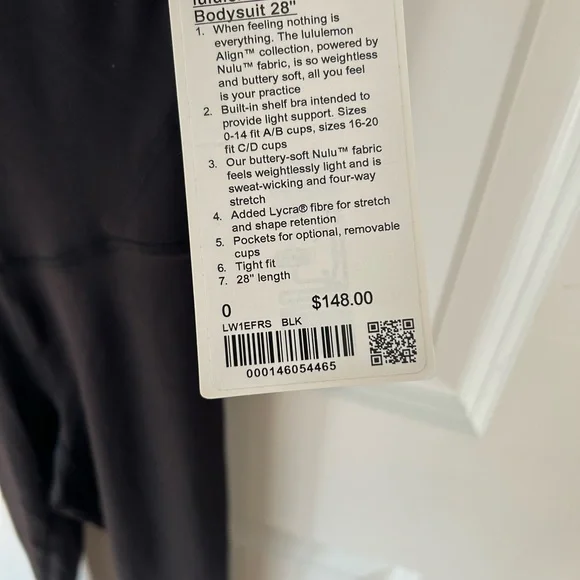 Bodysuit 28"
1. When feeling nothing is
everything. The lululemon
Align™ collection, powered by
Nulu™ fabric, is so weightless
and buttery soft, all you feel
is your practice
2. Built-in shelf bra intended to
provide light support. Sizes
0-14 fit A/B cups, sizes 16-20
fit C/D cups
3. Our buttery-soft Nulu™ fabric
feels weightlessly light and is
sweat-wicking and four-way
stretch
4. Added Lycra® fibre for stretch
and shape retention
5. Pockets for optional, removable
cups
6. Tight fit
7. 28" length
0 $148.00
LW1EFRS BLK
000146054465